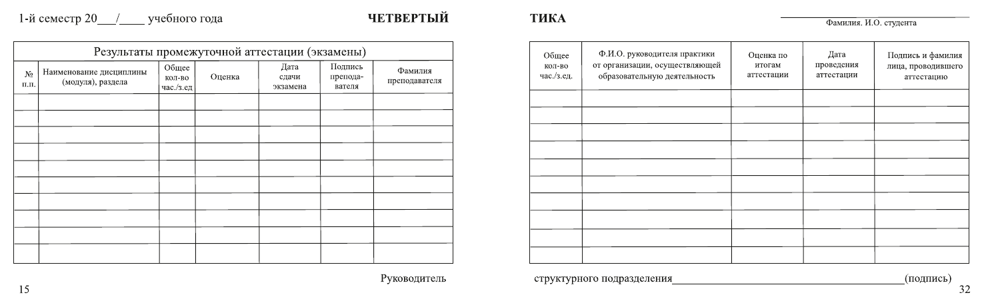 1-й семестр 20___/____ учебного года
ЧЕТВЕРТЫЙ
Результаты промежуточной аттестации (экзамены)
№
п.п.
Наименование дисциплины
(модуля), раздела
Общее
кол-во
час./з.ед
Оценка
Дата
сдачи
экзамена
Подпись
препода-
вателя
Фамилия
преподавателя
Руководитель
15
ТИКА
Фамилия. И.О. студента
Общее
кол-во
час./з.ед.
Ф.И.О. руководителя практики
от организации, осуществляющей
образовательную деятельность
Оценка по
итогам
аттестации
Дата
проведения
аттестации
Подпись и фамилия
лица, проводившего
аттестацию
структурного подразделения______________________________________(подпись)
32